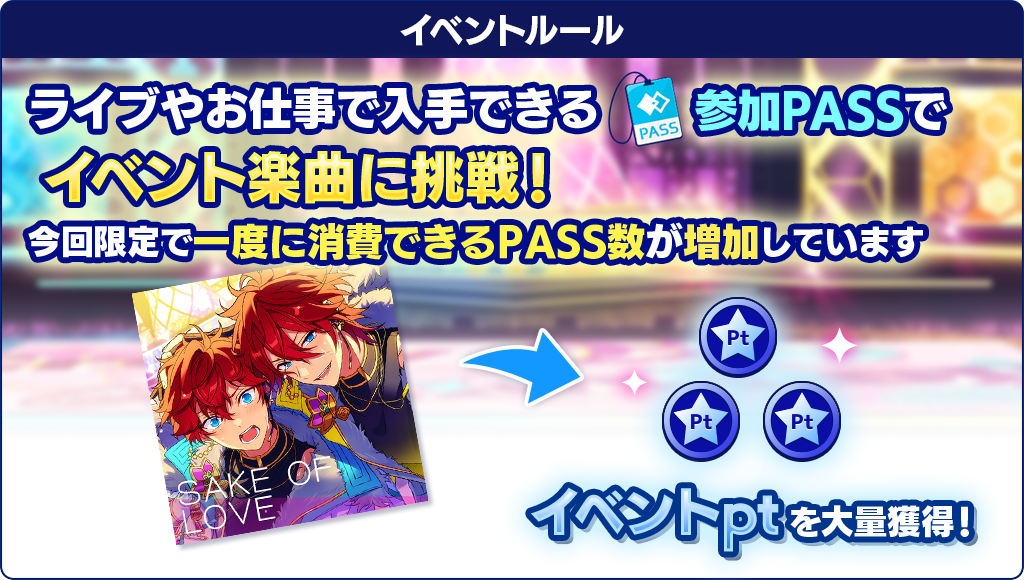 イベントルール
ライブやお仕事で入手できる PASS 参加PASSで
イベント楽曲に挑戦！
今回限定で一度に消費できるPASS数が増加しています
SAKE OF
LOVE
Pt
Pt Pt
イベントptを大量獲得！